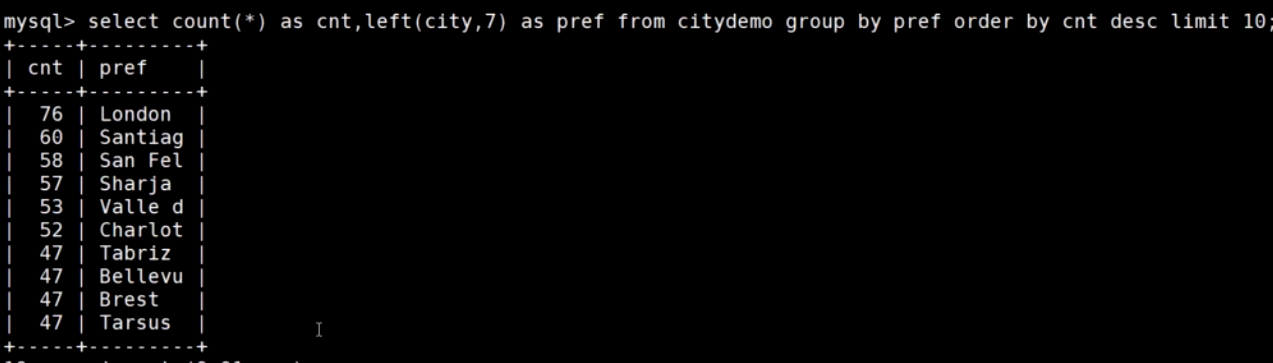 mysql> select count(*) as cnt,left(city,7) as pref from citydemo group by pref order by cnt desc limit 10;
+-----+---------+
| cnt | pref    |
+-----+---------+
|  76 | London  |
|  60 | Santiag |
|  58 | San Fel |
|  57 | Sharja  |
|  53 | Valle d |
|  52 | Charlot |
|  47 | Tabriz  |
|  47 | Bellevu |
|  47 | Brest   |
|  47 | Tarsus  |
+-----+---------+